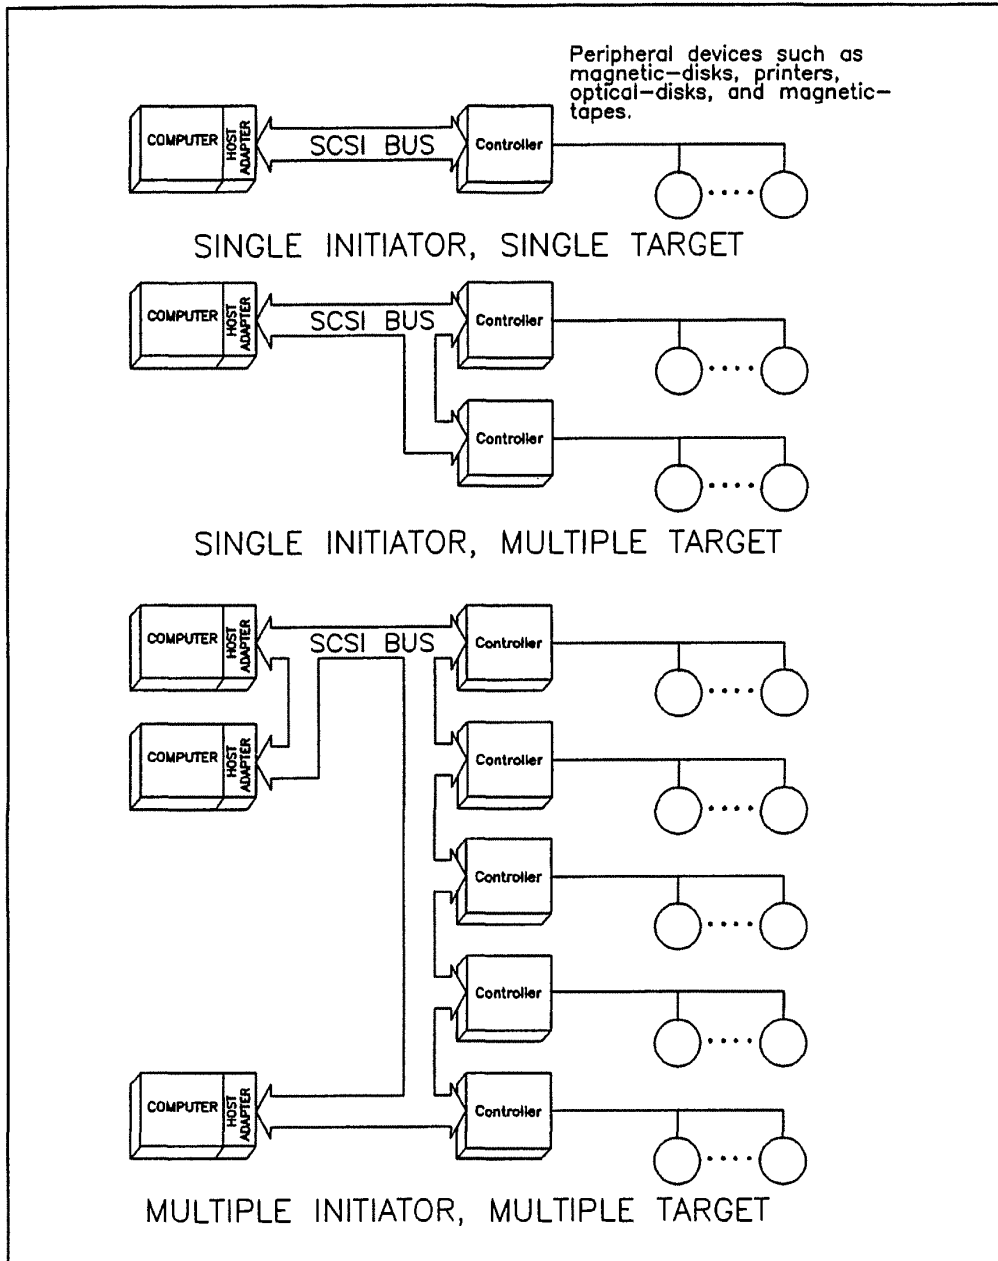 Peripheral devices such as
magnetic-disks, printers,
optical-disks, and magnetic-
tapes.
COMPUTER
HOST
ADAPTER
SCSI BUS
Controller
SINGLE INITIATOR, SINGLE TARGET
COMPUTER
HOST
ADAPTER
SCSI BUS
Controller
Controller
SINGLE INITIATOR, MULTIPLE TARGET
COMPUTER
HOST
ADAPTER
SCSI BUS
Controller
COMPUTER
HOST
ADAPTER
Controller
Controller
Controller
COMPUTER
HOST
ADAPTER
Controller
MULTIPLE INITIATOR, MULTIPLE TARGET